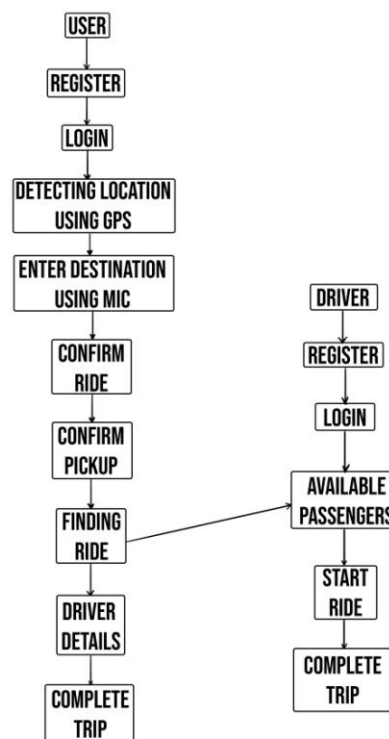 USER
REGISTER
LOGIN
DETECTING LOCATION
USING GPS
ENTER DESTINATION
USING MIC
CONFIRM
RIDE
CONFIRM
PICKUP
FINDING
RIDE
DRIVER
DETAILS
COMPLETE
TRIP
DRIVER
REGISTER
LOGIN
AVAILABLE
PASSENGERS
START
RIDE
COMPLETE
TRIP